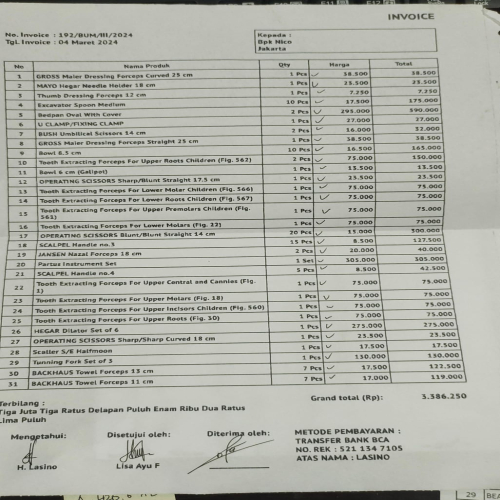 INVOICE
No. Invoice : 192/BUM/III/2024
Tgl. Invoice : 04 Maret 2024
Kepada :
Bpk Nico
Jakarta
No Nama Produk Qty Harga Total
1 GROSS Maier Dressing Forceps Curved 25 cm 1 Pcs 38.500 38.500
2 MAYO Hegar Needle Holder 18 cm 1 Pcs 23.500 23.500
3 Thumb Dressing Forceps 12 cm 1 Pcs 7.250 7.250
4 Excavator Spoon Medium 10 Pcs 17.500 175.000
5 Bedpan Oval With Cover 2 Pcs 295.000 590.000
6 U CLAMP/FIXING CLAMP 1 Pcs 27.000 27.000
7 BUSH Umbilical Scissors 14 cm 2 Pcs 16.000 32.000
8 GROSS Maier Dressing Forceps Straight 25 cm 1 Pcs 38.500 38.500
9 Bowl 8.5 cm 10 Pcs 16.500 165.000
10 Tooth Extracting Forceps For Upper Roots Children (Fig. 562) 2 Pcs 75.000 150.000
11 Bowl 6 cm (Galipot) 1 Pcs 13.500 13.500
12 OPERATING SCISSORS Sharp/Blunt Straight 17.5 cm 1 Pcs 23.500 23.500
13 Tooth Extracting Forceps For Lower Molar Children (Fig. 566) 1 Pcs 75.000 75.000
14 Tooth Extracting Forceps For Lower Roots Children (Fig. 567) 1 Pcs 75.000 75.000
15 Tooth Extracting Forceps For Upper Premolars Children (Fig. 561) 1 Pcs 75.000 75.000
16 Tooth Extracting Forceps For Lower Molars (Fig. 22) 1 Pcs 75.000 75.000
17 OPERATING SCISSORS Blunt/Blunt Straight 14 cm 20 Pcs 15.000 300.000
18 SCALPEL Handle no.3 15 Pcs 8.500 127.500
19 JANSEN Nazal Forceps 18 cm 2 Pcs 20.000 40.000
20 Partus Instrument Set 1 Set 305.000 305.000
21 SCALPEL Handle no.4 5 Pcs 8.500 42.500
22 Tooth Extracting Forceps For Upper Central and Cannies (Fig. 1) 1 Pcs 75.000 75.000
23 Tooth Extracting Forceps For Upper Molars (Fig. 18) 1 Pcs 75.000 75.000
24 Tooth Extracting Forceps For Upper Incisors Children (Fig. 560) 1 Pcs 75.000 75.000
25 Tooth Extracting Forceps For Upper Roots (Fig. 30) 1 Pcs 75.000 75.000
26 HEGAR Dilator Set of 6 1 Pcs 275.000 275.000
27 OPERATING SCISSORS Sharp/Sharp Curved 18 cm 1 Pcs 23.500 23.500
28 Scaller S/E Halfmoon 1 Pcs 17.500 17.500
29 Tunning Fork Set of 3 1 Pcs 130.000 130.000
30 BACKHAUS Towel Forceps 13 cm 7 Pcs 17.500 122.500
31 BACKHAUS Towel Forceps 11 cm 7 Pcs 17.000 119.000
Grand total (Rp): 3.386.250
Terbilang :
Tiga Juta Tiga Ratus Delapan Puluh Enam Ribu Dua Ratus
Lima Puluh
Mengetahui: Disetujui oleh: Diterima oleh:
H. Lasino Lisa Ayu F
METODE PEMBAYARAN :
TRANSFER BANK BCA
NO. REK : 521 134 7105
ATAS NAMA : LASINO
29 BEA